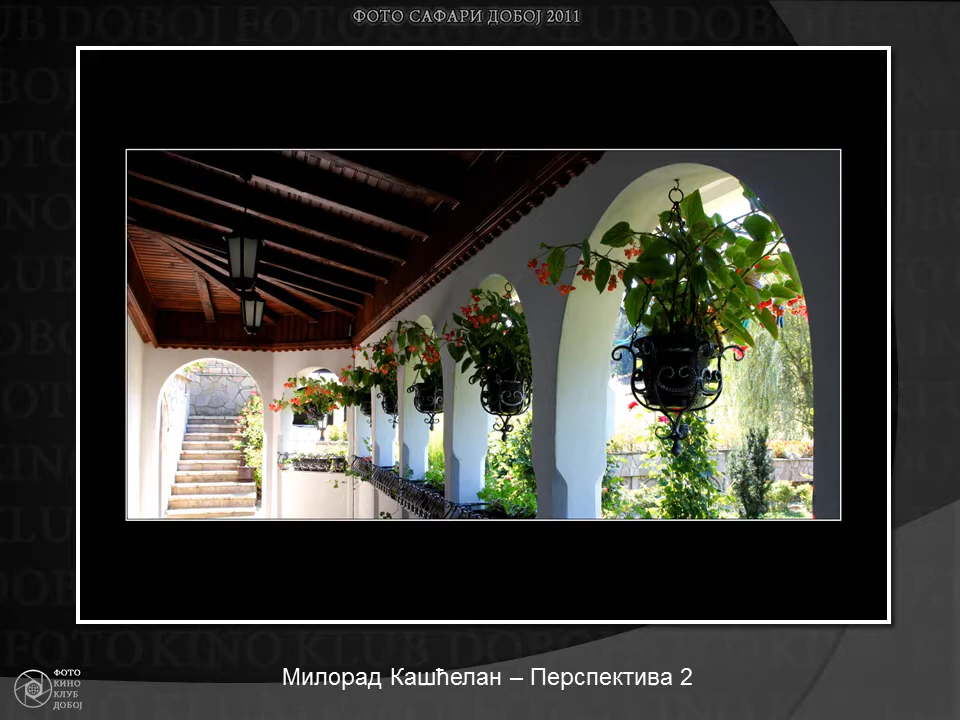 ФОТО САФАРИ ДОБОЈ 2011
Милорад Кашћелан – Перспектива 2
ФОТО
КИНО
КЛУБ
ДОБОЈ